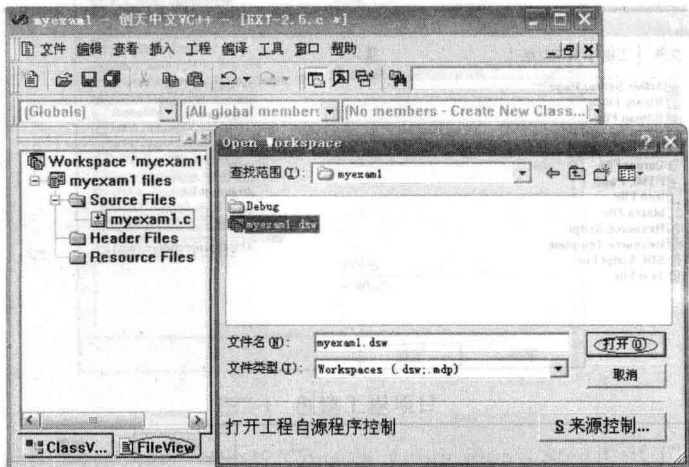 myexam1 - 创天中文VC++ - [EXT-2.5.c *]
文件 编辑 查看 插入 工程 编译 工具 窗口 帮助
(Globals) (All global members (No members - Create New Class...)
Workspace 'myexam1'
myexam1 files
Source Files
myexam1.c
Header Files
Resource Files
ClassV... FileView
Open Workspace
查找范围(I): myexam1
Debug
myexam1.dsw
文件名(N): myexam1.dsw 打开(O)
文件类型(T): Workspaces (.dsw;.mdp) 取消
打开工程自源程序控制 S 来源控制...